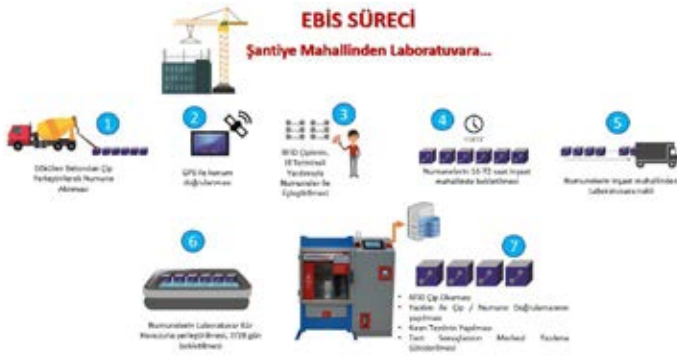 EBİS SÜRECİ
Şantiye Mahallinden Laboratuvara...
1
Dökülen Betondan Çip
Yerleştirilerek Numune
Alınması
2
GPS ile konum
doğrulanması
3
RFID Çiplerin,
El Terminali
Yardımıyla
Numuneler ile
Eşleştirilmesi
4
Numunelerin 16-72 saat inşaat
mahallinde bekletilmesi
5
Numunelerin inşaat mahallinden
Laboratuvara nakli
6
Numunelerin Laboratuvar Kür
Havuzuna yerleştirilmesi, 7/28 gün
bekletilmesi
7
• RFID Çip Okuması
• Yazılım ile Çip / Numune Doğrulamasının
yapılması
• Kırım Testinin Yapılması
• Test Sonuçlarının Merkezi Yazılıma
Gönderilmesi